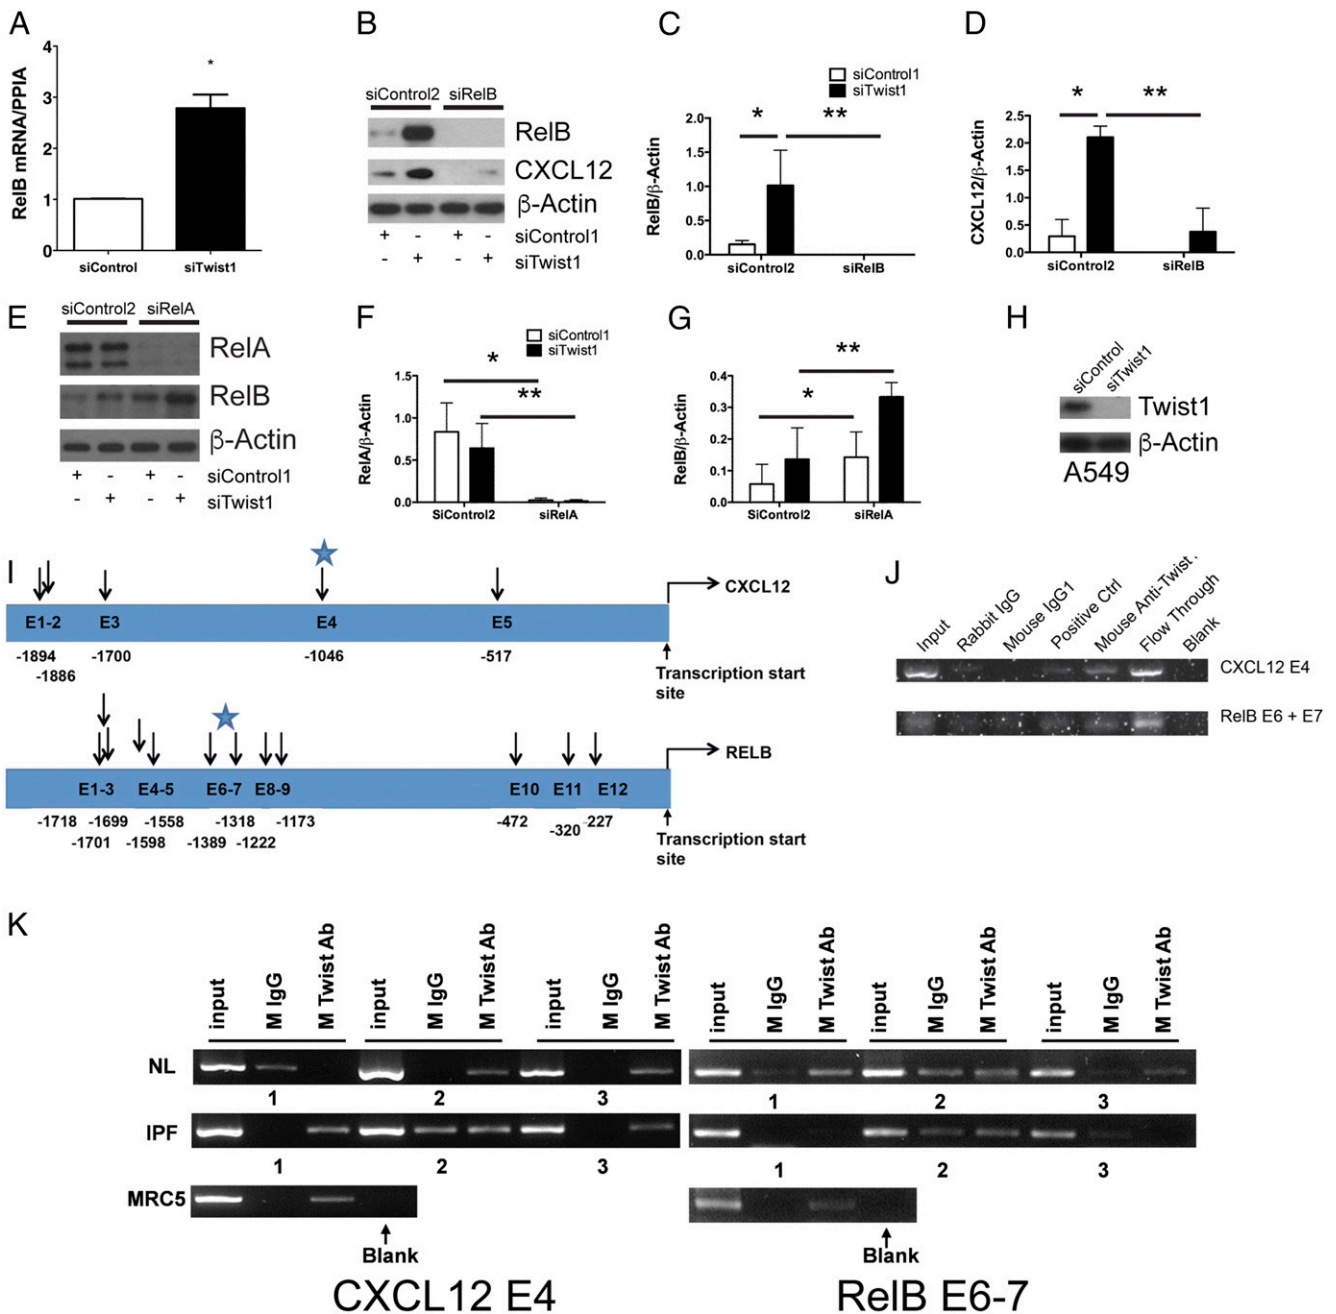 A
RelB mRNA/PPIA
4
3
2
1
0
*
siControl
siTwist1
B
siControl2 siRelB
RelB
CXCL12
β-Actin
+ - + - siControl1
- + - + siTwist1
C
siControl1
siTwist1
RelB/β-Actin
2.0
1.5
1.0
0.5
0.0
* **
siControl2 siRelB
D
CXCL12/β-Actin
2.5
2.0
1.5
1.0
0.5
0.0
* **
siControl2 siRelB
E
siControl2 siRelA
RelA
RelB
β-Actin
+ - + - siControl1
- + - + siTwist1
F
siControl1
siTwist1
RelA/β-Actin
1.5
1.0
0.5
0.0
*
**
SiControl2 siRelA
G
RelB/β-Actin
0.4
0.3
0.2
0.1
0.0
**
*
siControl2 siRelA
H
siControl siTwist1
Twist1
β-Actin
A549
I
CXCL12
E1-2 E3 E4 E5
-1894 -1700 -1046 -517
-1886
Transcription start
site
RELB
E1-3 E4-5 E6-7 E8-9 E10 E11 E12
-1718 -1699 -1558 -1318 -1173 -472 -320 -227
-1701 -1598 -1389 -1222
Transcription start
site
J
Input Rabbit IgG Mouse IgG1 Positive Ctrl Mouse Anti-Twist Flow Through Blank
CXCL12 E4
RelB E6 + E7
K
input M IgG M Twist Ab input M IgG M Twist Ab input M IgG M Twist Ab input M IgG M Twist Ab input M IgG M Twist Ab input M IgG M Twist Ab
NL
1 2 3 1 2 3
IPF
1 2 3 1 2 3
MRC5
Blank Blank
CXCL12 E4 RelB E6-7